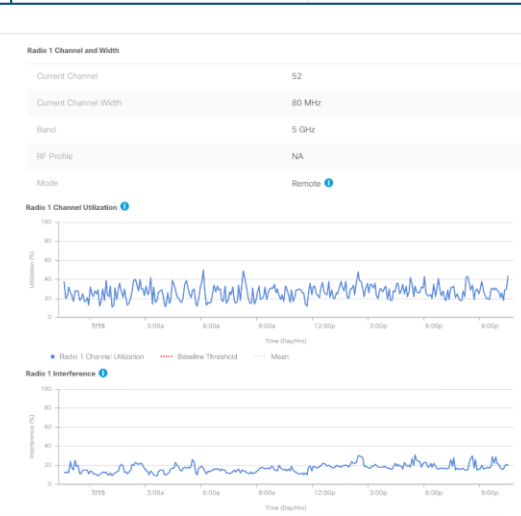 Radio 1 Channel and Width
Current Channel 52
Current Channel Width 80 MHz
Band 5 GHz
RF Profile NA
Mode Remote i
Radio 1 Channel Utilization i
100
80
60
40
20
0
Utilization (%)
7/15 3:00a 6:00a 9:00a 12:00p 3:00p 6:00p 9:00p
Time (Day/Hrs)
Radio 1 Channel Utilization Baseline Threshold Mean
Radio 1 Interference i
100
80
60
40
20
0
Interference (%)
7/15 3:00a 6:00a 9:00a 12:00p 3:00p 6:00p 9:00p
Time (Day/Hrs)